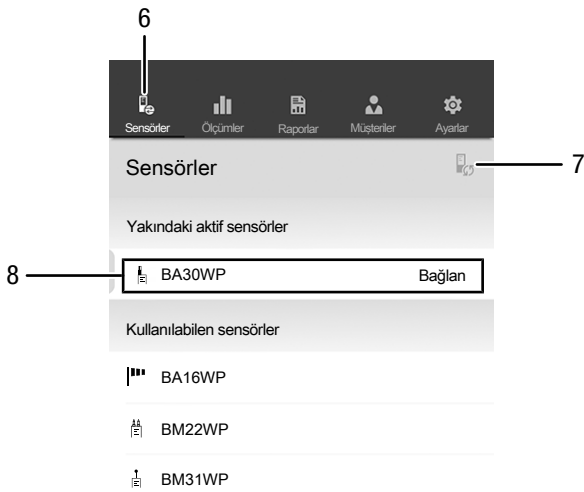 6
Sensörler Ölçümler Raporlar Müşteriler Ayarlar
Sensörler
7
Yakındaki aktif sensörler
8
BA30WP Bağlan
Kullanılabilen sensörler
BA16WP
BM22WP
BM31WP